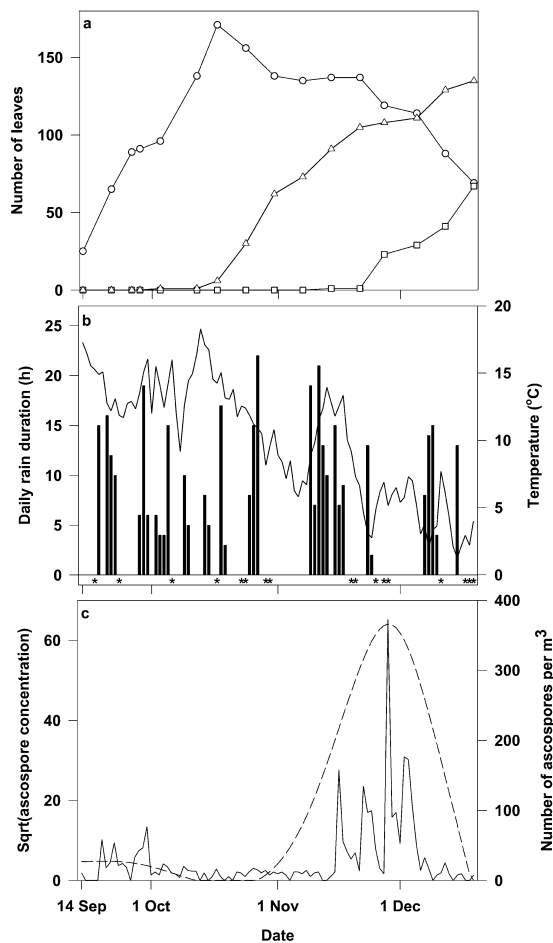 a
150
100
50
0
Number of leaves
b
25
20
15
10
5
0
Daily rain duration (h)
20
15
10
5
0
Temperature (°C)
* * * * ** ** ** * ** * ***
c
60
40
20
0
Sqrt(ascospore concentration)
400
300
200
100
0
Number of ascospores per m³
14 Sep 1 Oct 1 Nov 1 Dec
Date